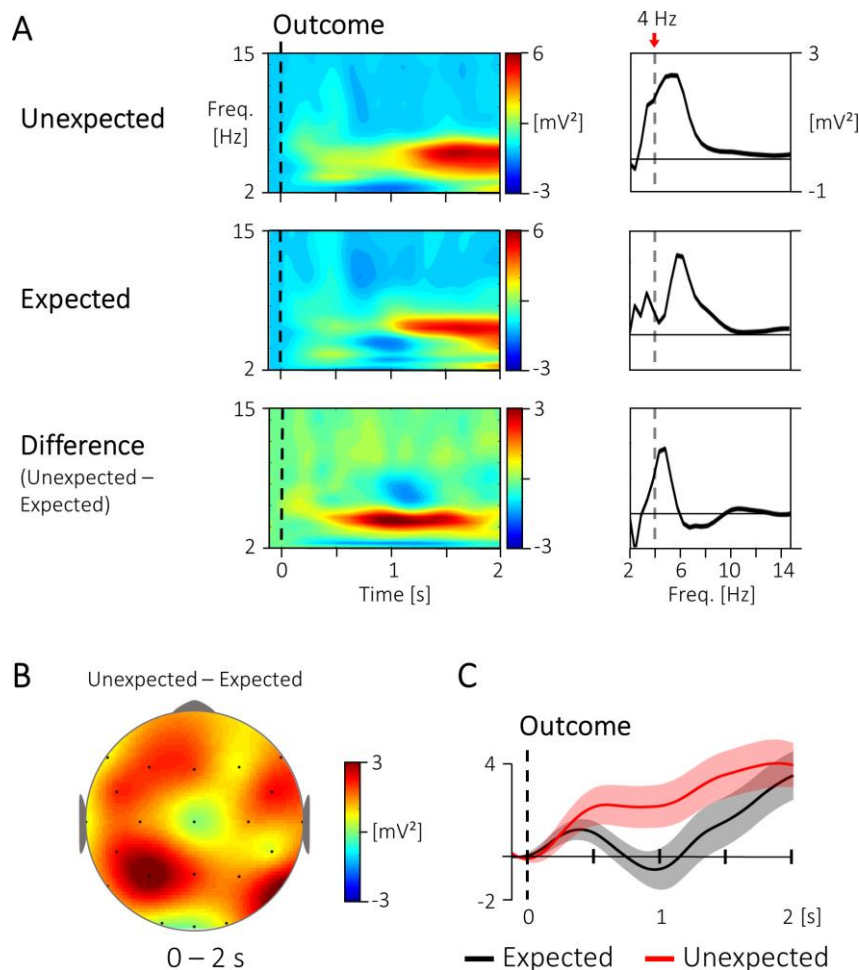 A
Outcome
4 Hz
Unexpected
Freq.
[Hz]
15
2
6
[mV²]
-3
3
[mV²]
-1
Expected
15
2
6
-3
Difference
(Unexpected –
Expected)
15
2
3
-3
0 1 2
Time [s]
2 6 10 14
Freq. [Hz]
B
Unexpected – Expected
3
[mV²]
-3
0 – 2 s
C
Outcome
4
-2
0 1 2 [s]
Expected Unexpected